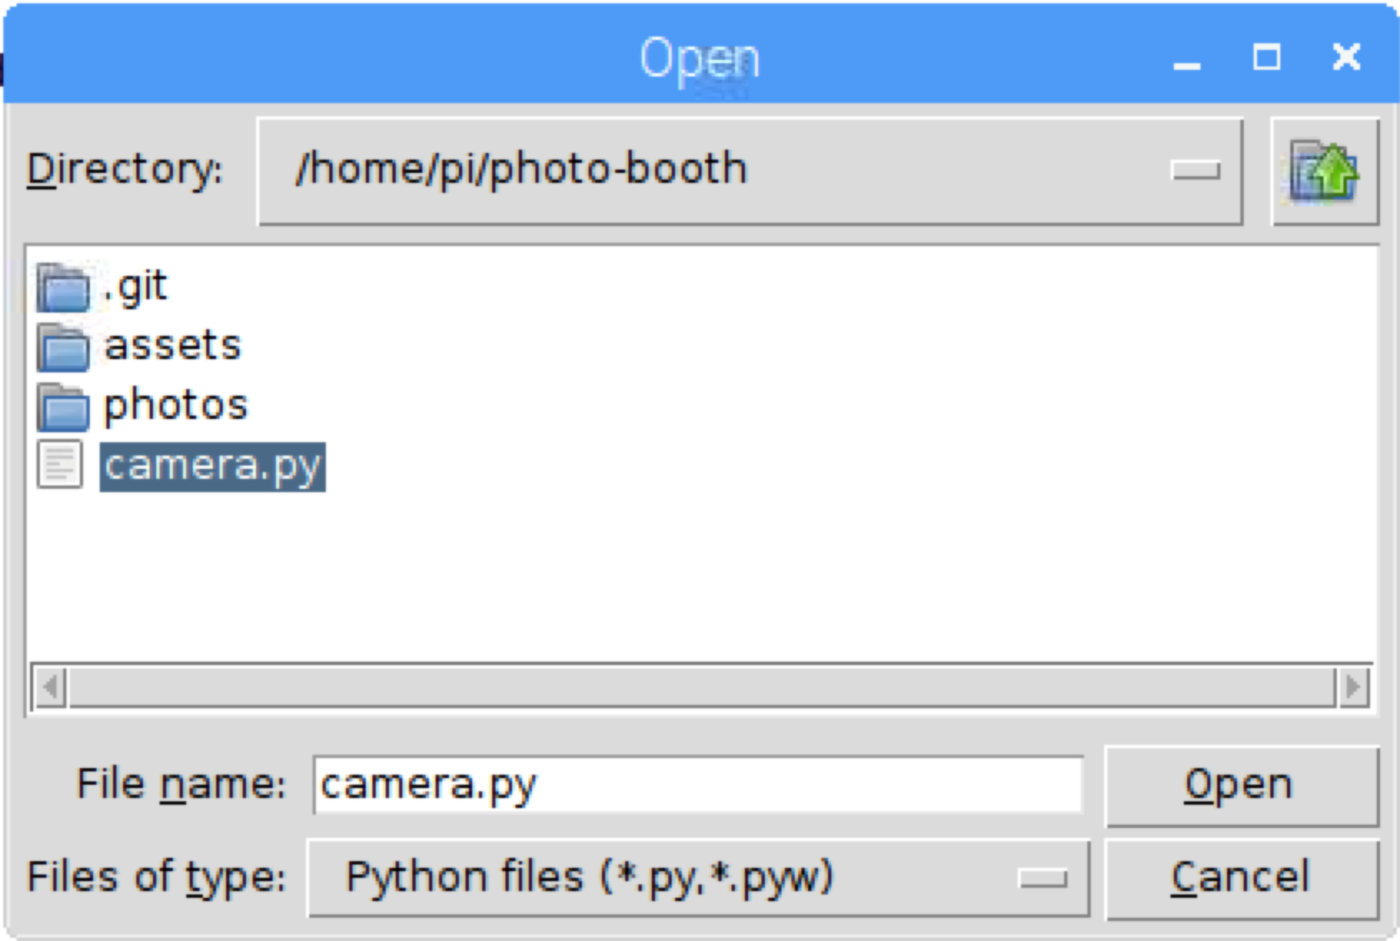 Open
Directory: /home/pi/photo-booth
.git
assets
photos
camera.py
File name: camera.py Open
Files of type: Python files (*.py,*.pyw) Cancel